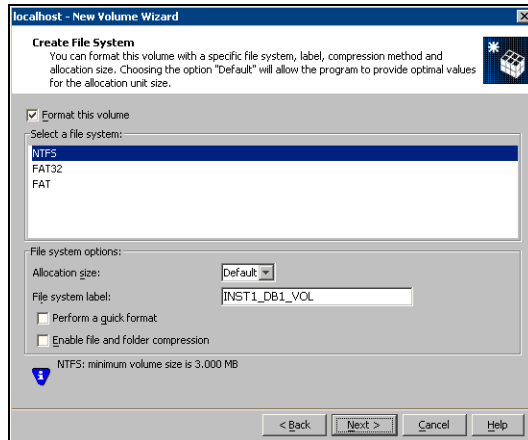 localhost - New Volume Wizard
Create File System
You can format this volume with a specific file system, label, compression method and
allocation size. Choosing the option "Default" will allow the program to provide optimal values
for the allocation unit size.
Format this volume
Select a file system:
NTFS
FAT32
FAT
File system options:
Allocation size:
Default
File system label:
INST1_DB1_VOL
Perform a quick format
Enable file and folder compression
NTFS: minimum volume size is 3.000 MB
< Back
Next >
Cancel
Help